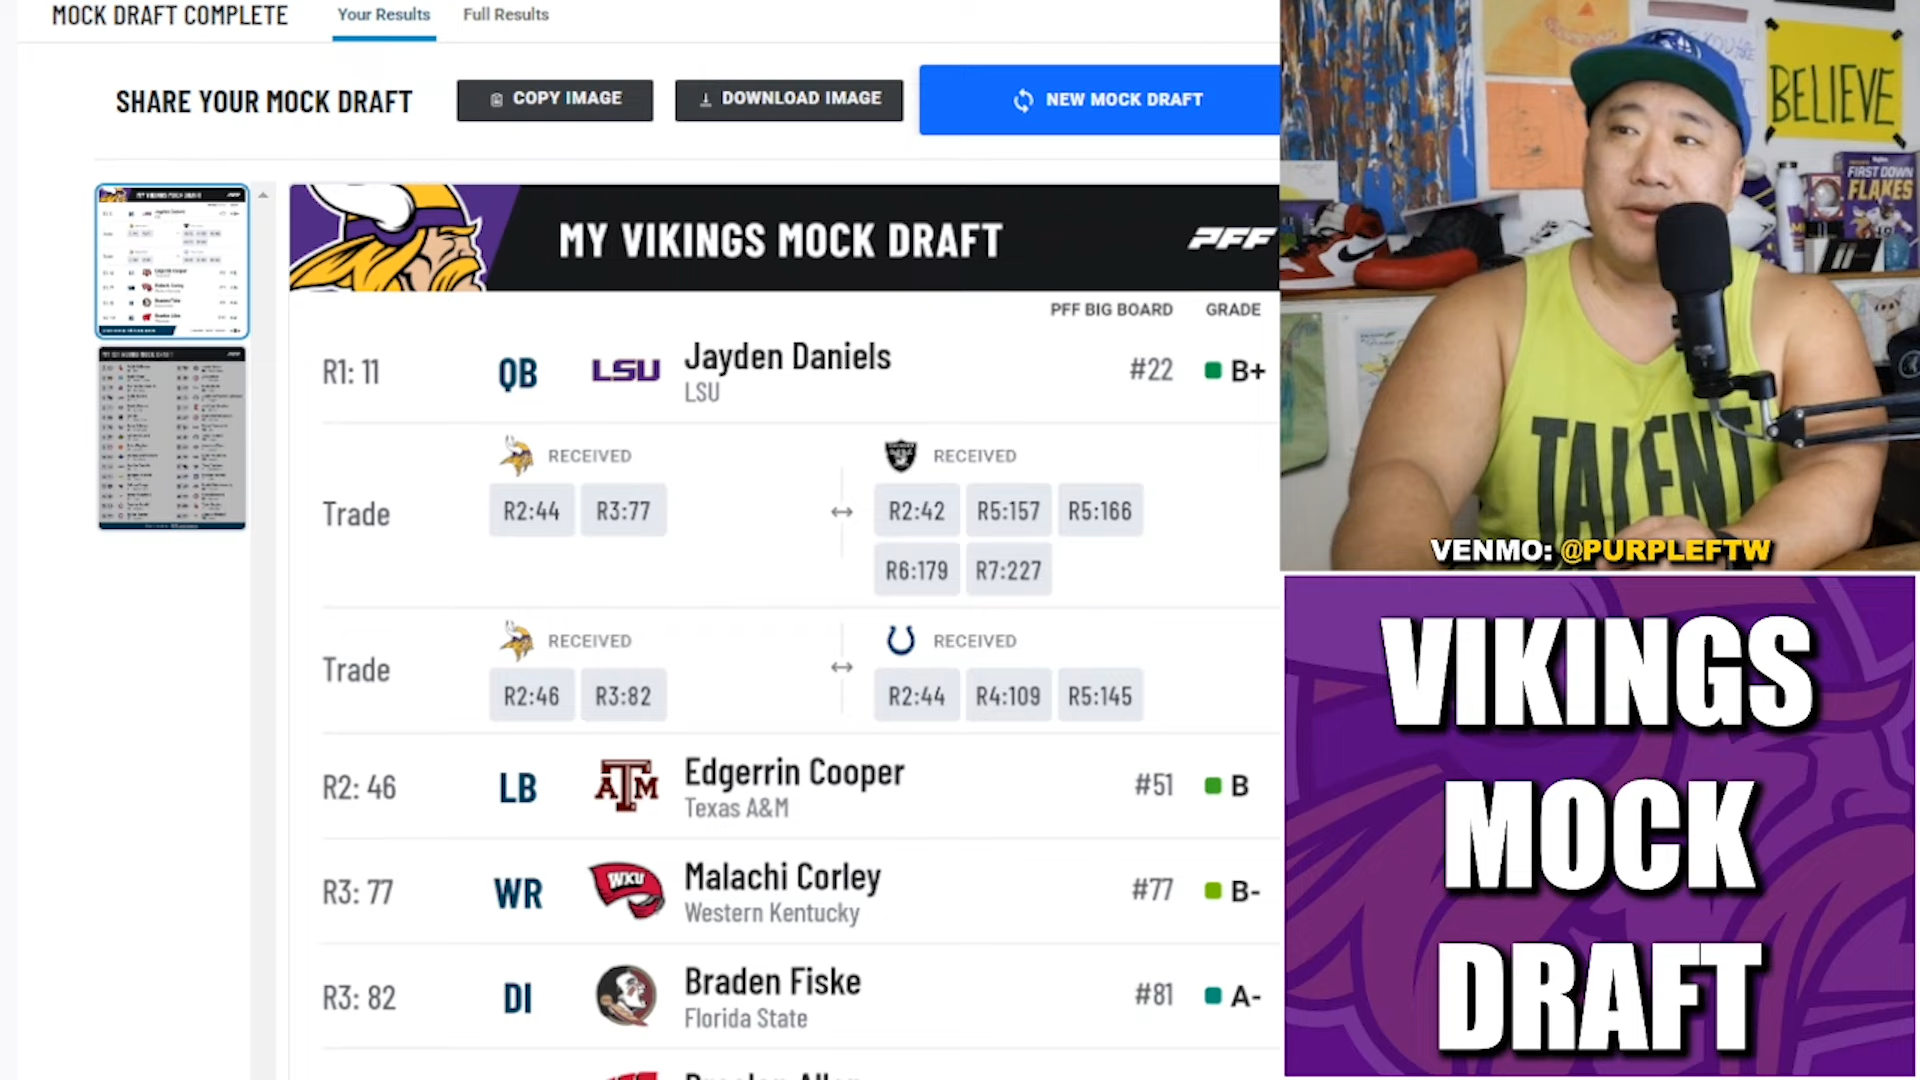 MOCK DRAFT COMPLETE
Your Results
Full Results
SHARE YOUR MOCK DRAFT
COPY IMAGE
DOWNLOAD IMAGE
NEW MOCK DRAFT
MY VIKINGS MOCK DRAFT
PFF
PFF BIG BOARD
GRADE
R1: 11
QB
LSU
Jayden Daniels
LSU
#22
B+
Trade
RECEIVED
R2:44
R3:77
RECEIVED
R2:42
R5:157
R5:166
R6:179
R7:227
Trade
RECEIVED
R2:46
R3:82
RECEIVED
R2:44
R4:109
R5:145
R2: 46
LB
ATM
Edgerrin Cooper
Texas A&M
#51
B
R3: 77
WR
WKU
Malachi Corley
Western Kentucky
#77
B-
R3: 82
DI
Braden Fiske
Florida State
#81
A-
BELIEVE
FIRST DOWN
FLAKES
TALENT
VENMO: @PURPLEFTW
VIKINGS
MOCK
DRAFT